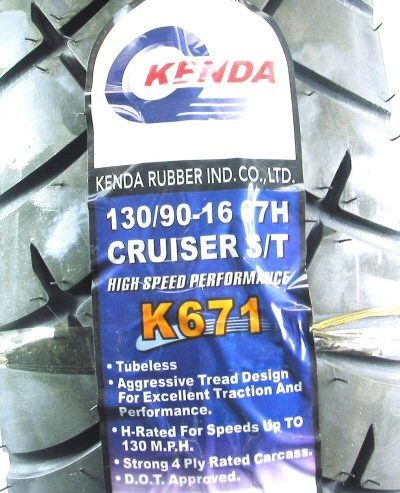 KENDA
KENDA RUBBER IND. CO., LTD.
130/90-16 67H
CRUISER S/T
HIGH SPEED PERFORMANCE
K671
• Tubeless
• Aggressive Tread Design
For Excellent Traction And
Performance.
• H-Rated For Speeds Up TO
130 M.P.H.
• Strong 4 Ply Rated Carcass.
• D.O.T. Approved.